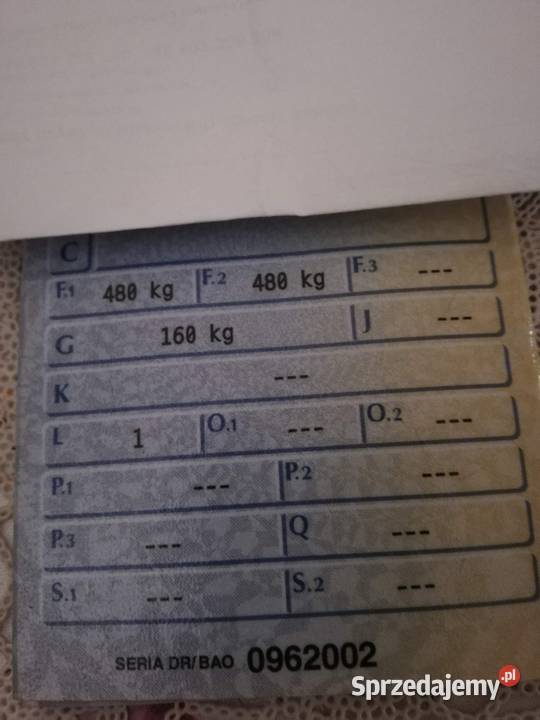 C
F.1 480 kg F.2 480 kg F.3 ---
G 160 kg J ---
K ---
L 1 O.1 --- O.2 ---
P.1 --- P.2 ---
P.3 --- Q ---
S.1 --- S.2 ---
SERIA DR/BAO 0962002
Sprzedajemy.pl